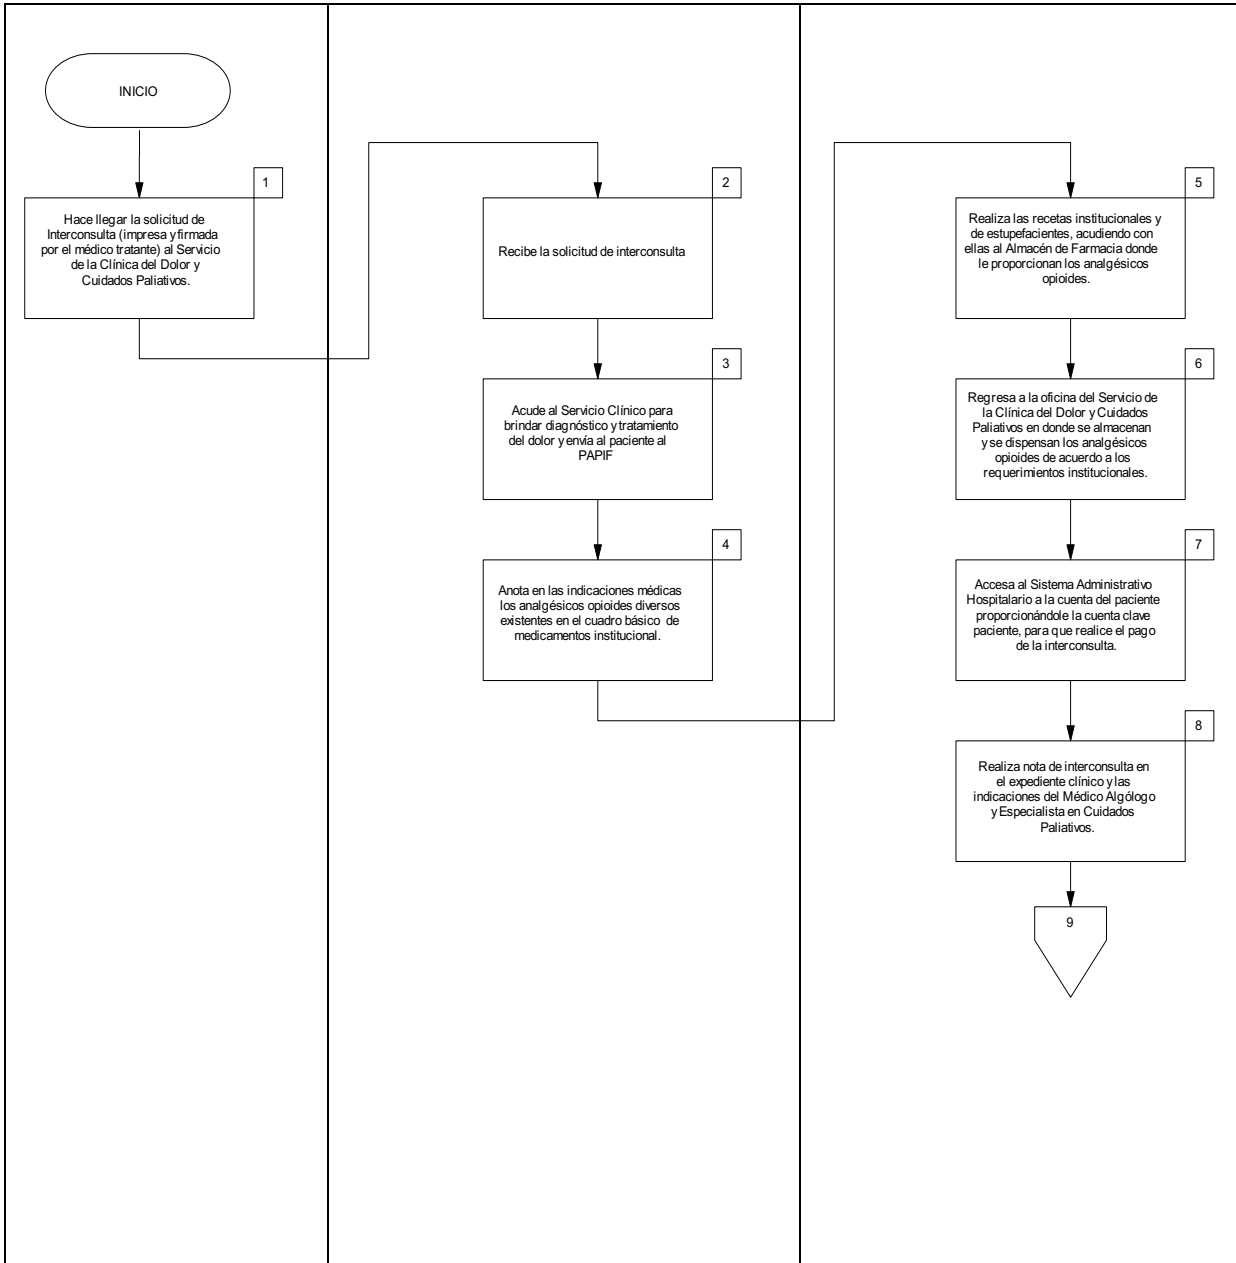 INICIO
1
Hace llegar la solicitud de
Interconsulta (impresa y firmada
por el médico tratante) al Servicio
de la Clínica del Dolor y
Cuidados Paliativos.
2
Recibe la solicitud de interconsulta
3
Acude al Servicio Clínico para
brindar diagnóstico y tratamiento
del dolor y envía al paciente al
PAPIF
4
Anota en las indicaciones médicas
los analgésicos opioides diversos
existentes en el cuadro básico de
medicamentos institucional.
5
Realiza las recetas institucionales y
de estupefacientes, acudiendo con
ellas al Almacén de Farmacia donde
le proporcionan los analgésicos
opioides.
6
Regresa a la oficina del Servicio de
la Clínica del Dolor y Cuidados
Paliativos en donde se almacenan
y se dispensan los analgésicos
opioides de acuerdo a los
requerimientos institucionales.
7
Accesa al Sistema Administrativo
Hospitalario a la cuenta del paciente
proporcionándole la cuenta clave
paciente, para que realice el pago
de la interconsulta.
8
Realiza nota de interconsulta en
el expediente clínico y las
indicaciones del Médico Algólogo
y Especialista en Cuidados
Paliativos.
9